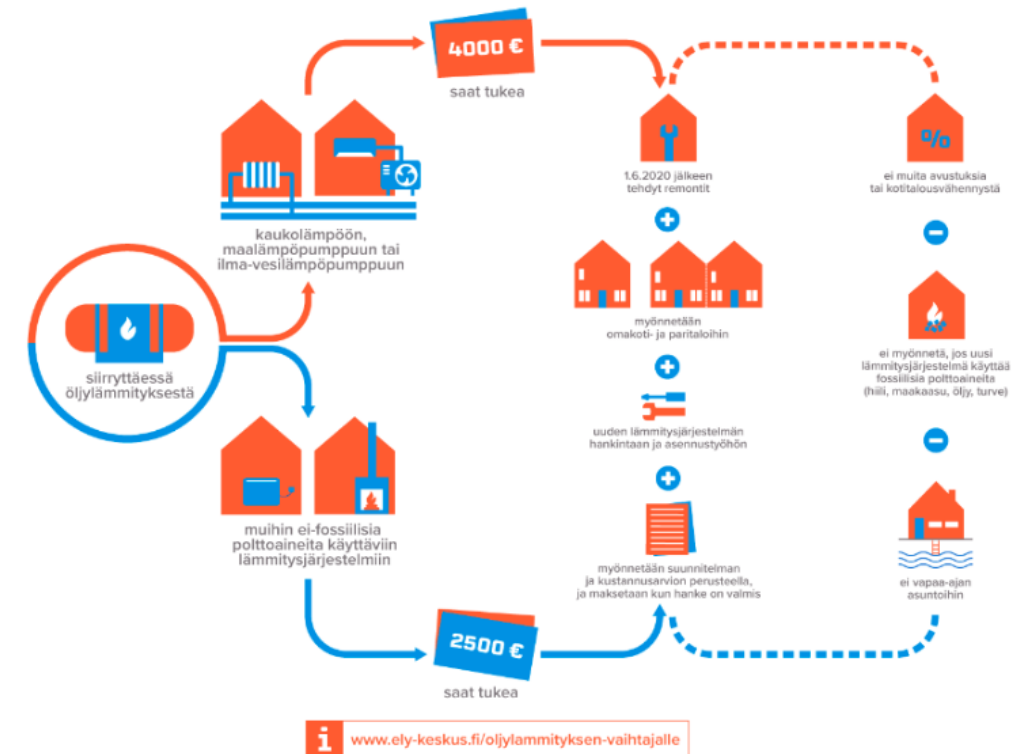 siirryttäessä
öljylämmityksestä
kaukolämpöön,
maalämpöpumppuun tai
ilma-vesilämpöpumppuun
4000 €
saat tukea
muihin ei-fossiilisia
polttoaineita käyttäviin
lämmitysjärjestelmiin
2500 €
saat tukea
1.6.2020 jälkeen
tehdyt remontit
+
myönnetään
omakoti- ja paritaloihin
+
uuden lämmitysjärjestelmän
hankintaan ja asennustyöhön
+
myönnetään suunnitelman
ja kustannusarvion perusteella,
ja maksetaan kun hanke on valmis
%
ei muita avustuksia
tai kotitalousvähennystä
-
ei myönnetä, jos uusi
lämmitysjärjestelmä käyttää
fossiilisia polttoaineita
(hiili, maakaasu, öljy, turve)
-
ei vapaa-ajan
asuntoihin
i www.ely-keskus.fi/oljylammityksen-vaihtajalle